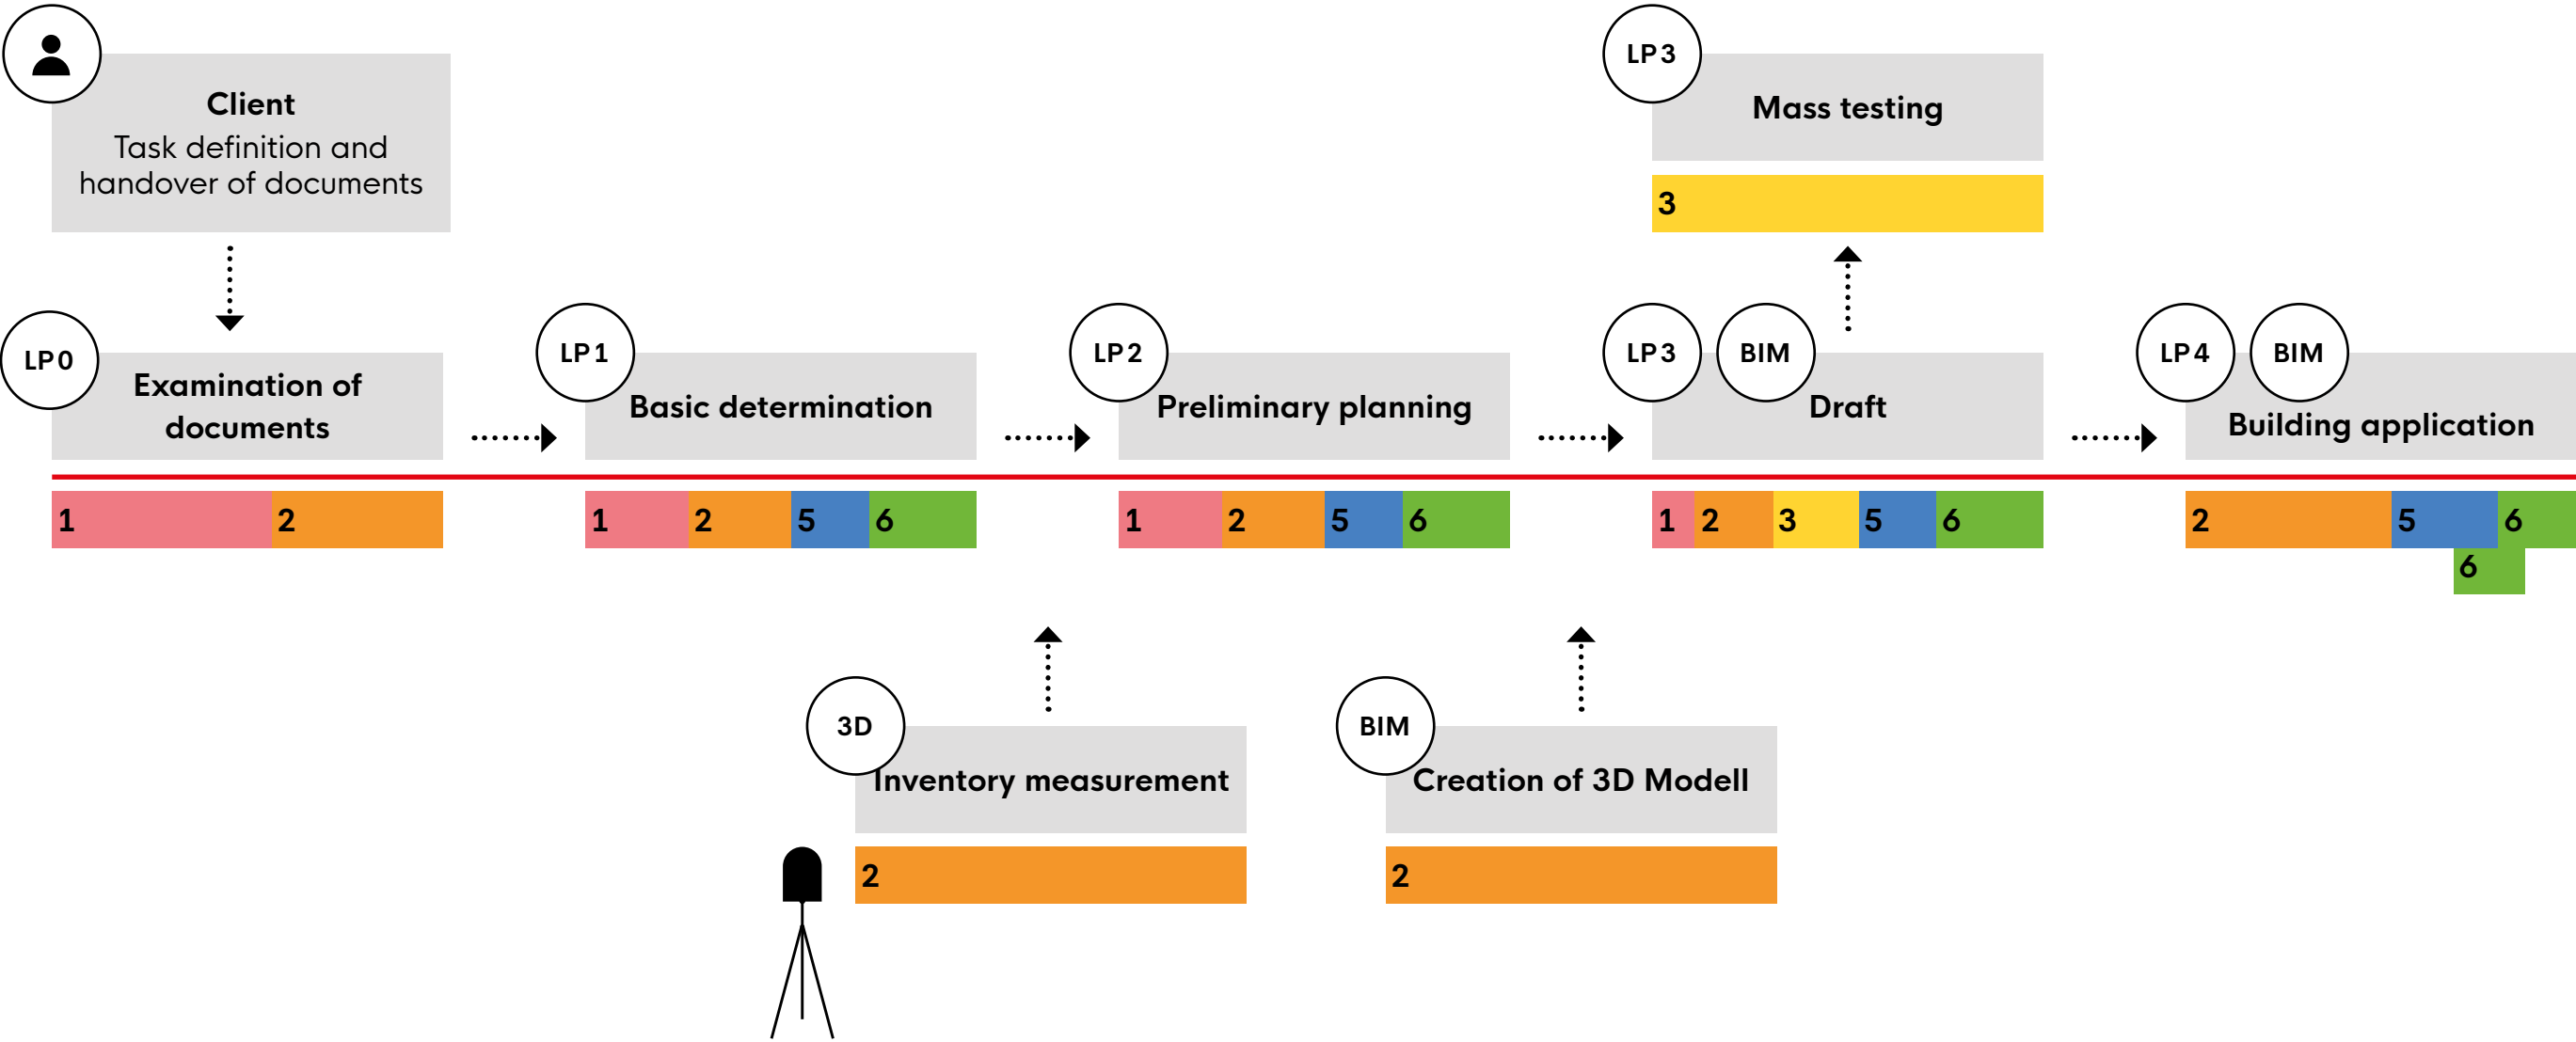 Client
Task definition and
handover of documents
LP 3
Mass testing
3
LP 0
Examination of
documents
1 2
LP 1
Basic determination
1 2 5 6
LP 2
Preliminary planning
1 2 5 6
LP 3 BIM
Draft
1 2 3 5 6
LP 4 BIM
Building application
2 5 6
6
3D
Inventory measurement
2
BIM
Creation of 3D Modell
2